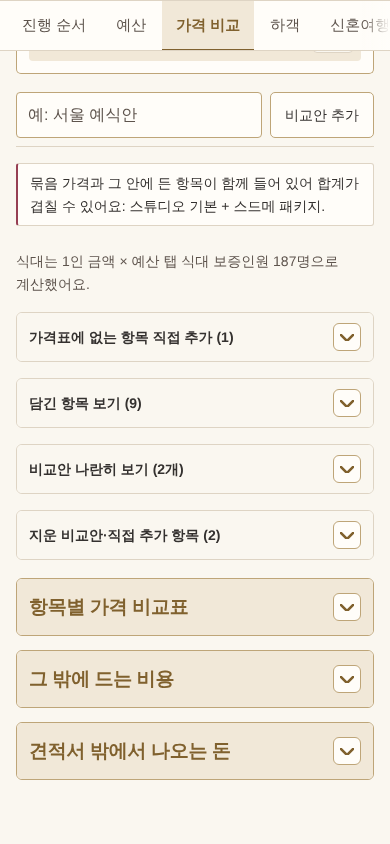 진행 순서 예산 가격 비교 하객 신혼여행
예: 서울 예식안 비교안 추가
묶음 가격과 그 안에 든 항목이 함께 들어 있어 합계가
겹칠 수 있어요: 스튜디오 기본 + 스드메 패키지.
식대는 1인 금액 × 예산 탭 식대 보증인원 187명으로
계산했어요.
가격표에 없는 항목 직접 추가 (1)
담긴 항목 보기 (9)
비교안 나란히 보기 (2개)
지운 비교안·직접 추가 항목 (2)
항목별 가격 비교표
그 밖에 드는 비용
견적서 밖에서 나오는 돈